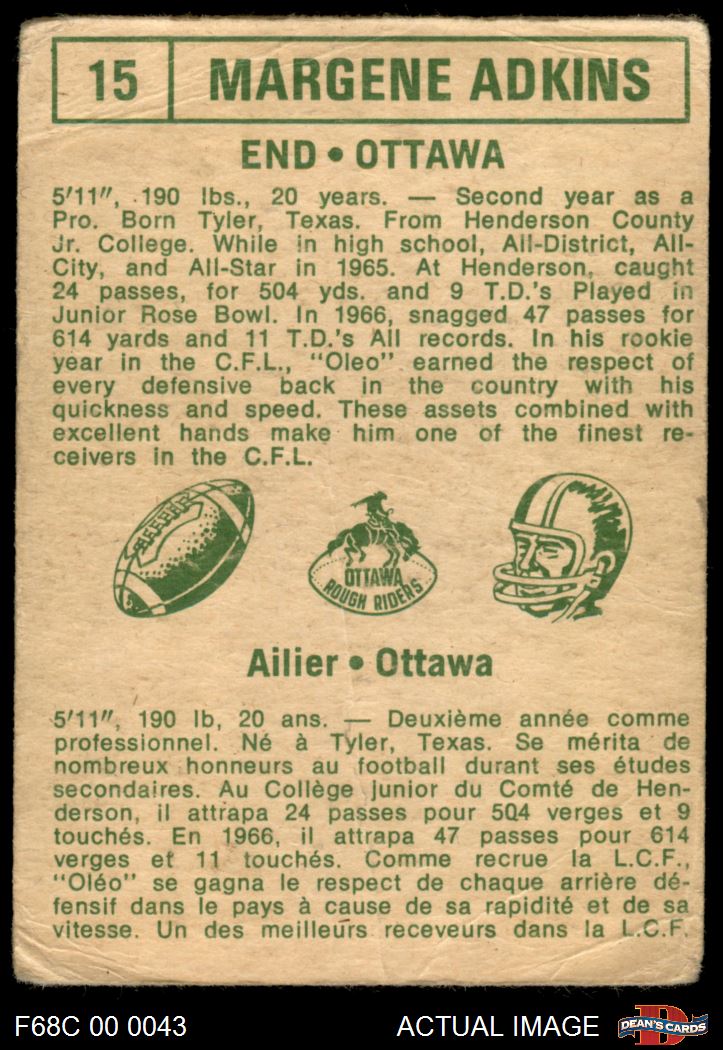 15 MARGENE ADKINS
END • OTTAWA
5'11", 190 lbs., 20 years. — Second year as a
Pro. Born Tyler, Texas. From Henderson County
Jr. College. While in high school, All-District, All-
City, and All-Star in 1965. At Henderson, caught
24 passes, for 504 yds. and 9 T.D.'s Played in
Junior Rose Bowl. In 1966, snagged 47 passes for
614 yards and 11 T.D.'s All records. In his rookie
year in the C.F.L., "Oleo" earned the respect of
every defensive back in the country with his
quickness and speed. These assets combined with
excellent hands make him one of the finest re-
ceivers in the C.F.L.
OTTAWA
ROUGH RIDERS
Ailier • Ottawa
5'11", 190 lb, 20 ans. — Deuxième année comme
professionnel. Né à Tyler, Texas. Se mérita de
nombreux honneurs au football durant ses études
secondaires. Au Collège junior du Comté de Hen-
derson, il attrapa 24 passes pour 504 verges et 9
touchés. En 1966, il attrapa 47 passes pour 614
verges et 11 touchés. Comme recrue la L.C.F.,
"Oléo" se gagna le respect de chaque arrière dé-
fensif dans le pays à cause de sa rapidité et de sa
vitesse. Un des meilleurs receveurs dans la L.C.F.
F68C 00 0043 ACTUAL IMAGE D DEAN'S CARDS